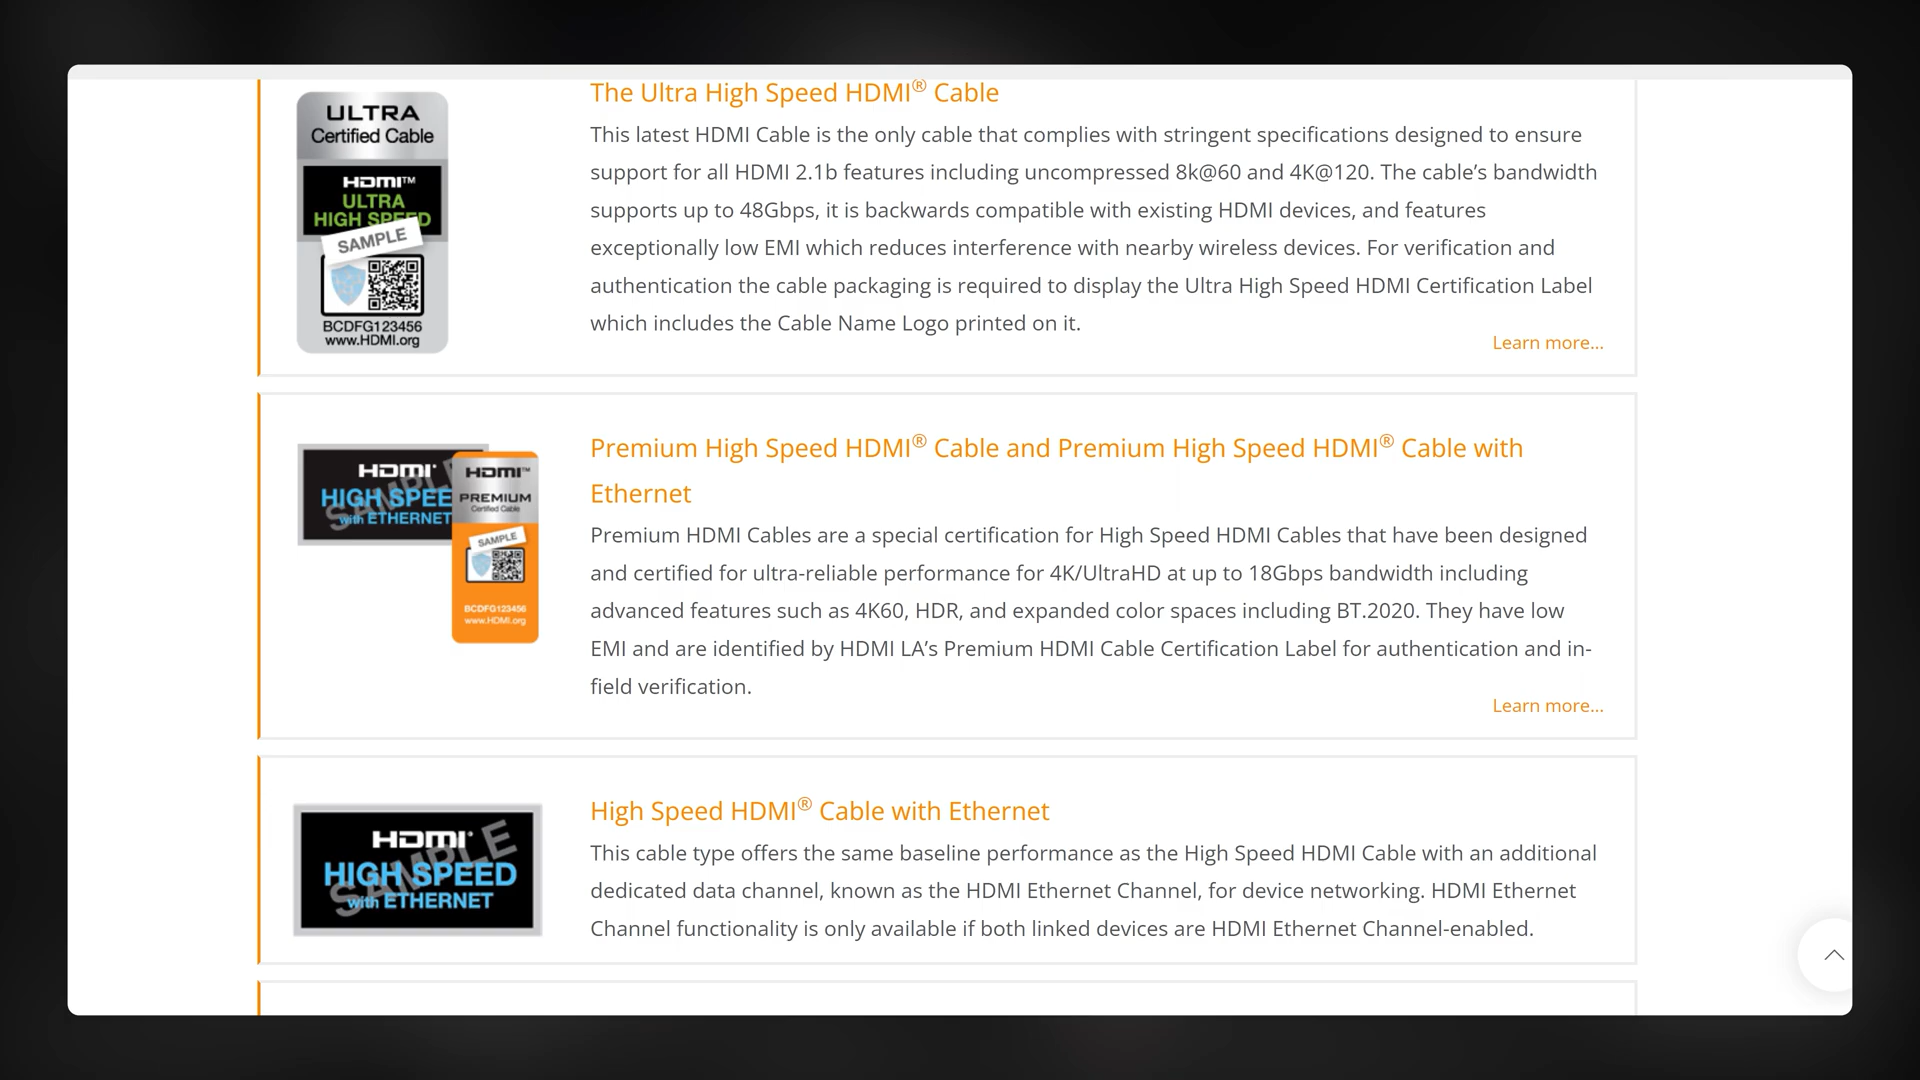 The Ultra High Speed HDMI® Cable
ULTRA
Certified Cable
HDMI™
ULTRA
HIGH SPEED
SAMPLE
BCDFG123456
www.HDMI.org
This latest HDMI Cable is the only cable that complies with stringent specifications designed to ensure
support for all HDMI 2.1b features including uncompressed 8k@60 and 4K@120. The cable’s bandwidth
supports up to 48Gbps, it is backwards compatible with existing HDMI devices, and features
exceptionally low EMI which reduces interference with nearby wireless devices. For verification and
authentication the cable packaging is required to display the Ultra High Speed HDMI Certification Label
which includes the Cable Name Logo printed on it.
Learn more...
Premium High Speed HDMI® Cable and Premium High Speed HDMI® Cable with
Ethernet
HDMI®
HIGH SPEE
with ETHERNET
SAMPLE
HDMI™
PREMIUM
Certified Cable
SAMPLE
BCDFG123456
www.HDMI.org
Premium HDMI Cables are a special certification for High Speed HDMI Cables that have been designed
and certified for ultra-reliable performance for 4K/UltraHD at up to 18Gbps bandwidth including
advanced features such as 4K60, HDR, and expanded color spaces including BT.2020. They have low
EMI and are identified by HDMI LA’s Premium HDMI Cable Certification Label for authentication and in-
field verification.
Learn more...
High Speed HDMI® Cable with Ethernet
HDMI®
HIGH SPEED
with ETHERNET
SAMPLE
This cable type offers the same baseline performance as the High Speed HDMI Cable with an additional
dedicated data channel, known as the HDMI Ethernet Channel, for device networking. HDMI Ethernet
Channel functionality is only available if both linked devices are HDMI Ethernet Channel-enabled.